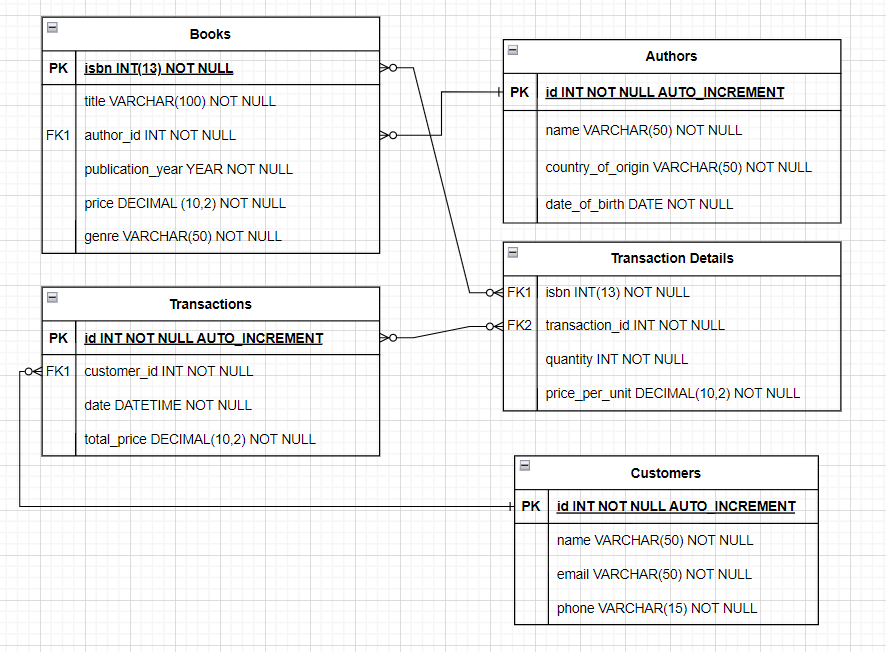 Books
PK isbn INT(13) NOT NULL
title VARCHAR(100) NOT NULL
FK1 author_id INT NOT NULL
publication_year YEAR NOT NULL
price DECIMAL (10,2) NOT NULL
genre VARCHAR(50) NOT NULL
Authors
PK id INT NOT NULL AUTO_INCREMENT
name VARCHAR(50) NOT NULL
country_of_origin VARCHAR(50) NOT NULL
date_of_birth DATE NOT NULL
Transaction Details
FK1 isbn INT(13) NOT NULL
FK2 transaction_id INT NOT NULL
quantity INT NOT NULL
price_per_unit DECIMAL(10,2) NOT NULL
Transactions
PK id INT NOT NULL AUTO_INCREMENT
FK1 customer_id INT NOT NULL
date DATETIME NOT NULL
total_price DECIMAL(10,2) NOT NULL
Customers
PK id INT NOT NULL AUTO_INCREMENT
name VARCHAR(50) NOT NULL
email VARCHAR(50) NOT NULL
phone VARCHAR(15) NOT NULL